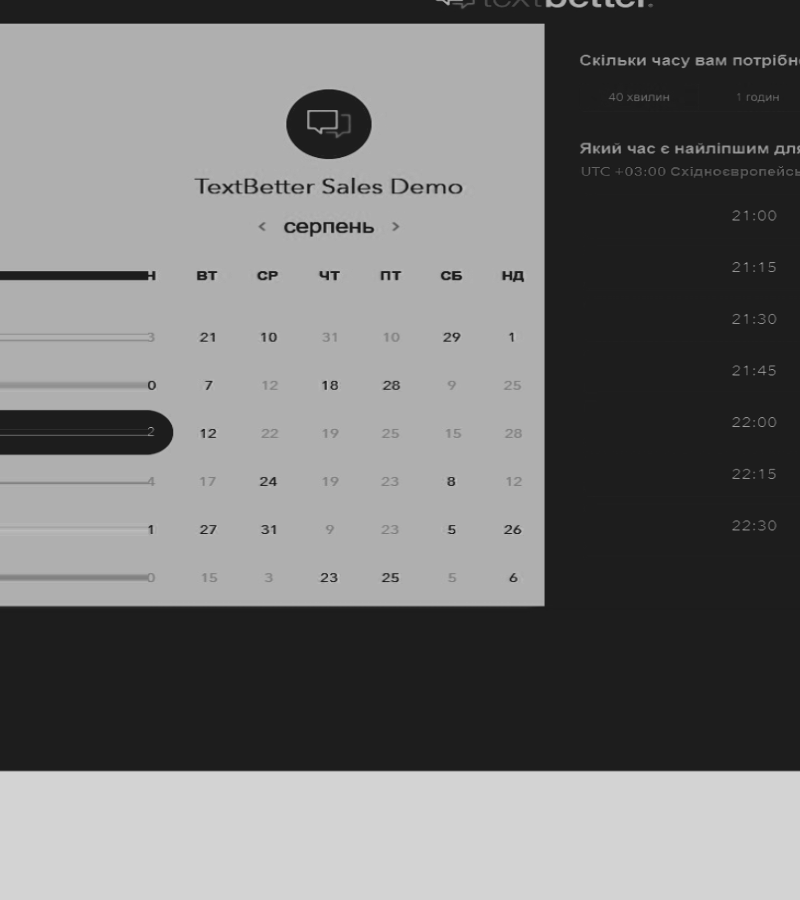 textbetter.
TextBetter Sales Demo
< серпень >
Н ВТ СР ЧТ ПТ СБ НД
3 21 10 31 10 29 1
0 7 12 18 28 9 25
2 12 22 19 25 15 28
4 17 24 19 23 8 12
1 27 31 9 23 5 26
0 15 3 23 25 5 6
Скільки часу вам потрібн
40 хвилин 1 годин
Який час є найліпшим для
UTC +03:00 Східноєвропейсь
21:00
21:15
21:30
21:45
22:00
22:15
22:30